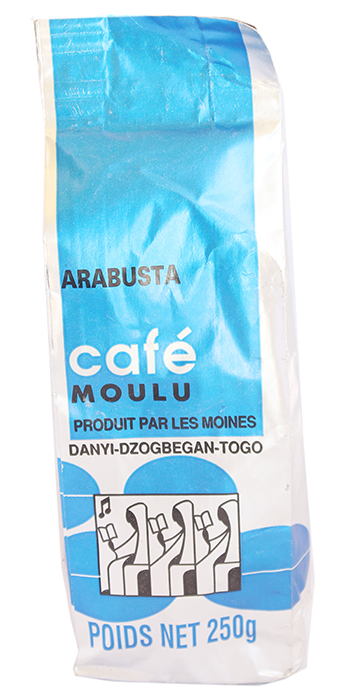 ARABUSTA
café
MOULU
PRODUIT PAR LES MOINES
DANYI-DZOGBEGAN-TOGO
POIDS NET 250g